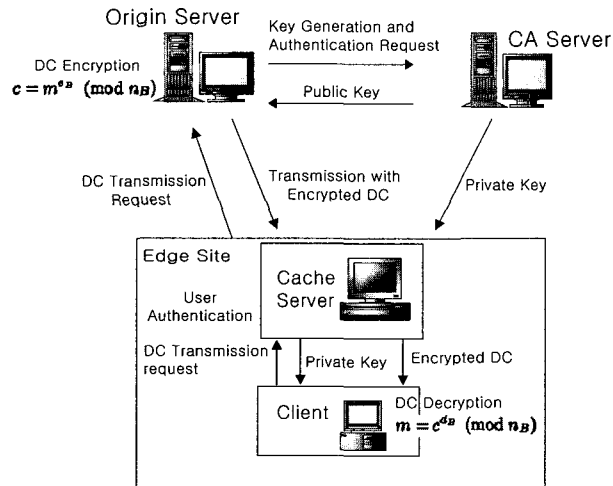 Origin Server
Key Generation and
Authentication Request
CA Server
DC Encryption
c = m^{e_B} (mod n_B)
Public Key
DC Transmission
Request
Transmission with
Encrypted DC
Private Key
Edge Site
Cache
Server
User
Authentication
DC Transmission
request
Private Key
Encrypted DC
Client
DC Decryption
m = c^{d_B} (mod n_B)